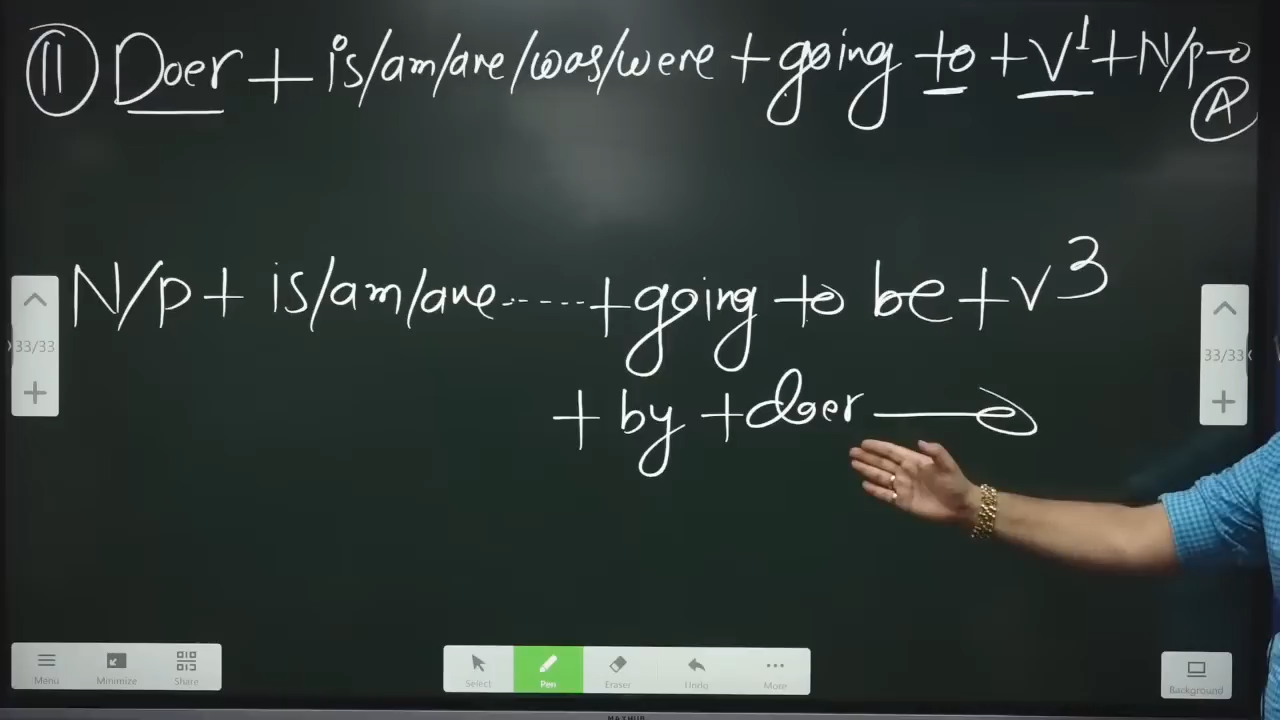 11 Doer + is/am/are/was/were + going to + V¹ + N/p
A
N/p + is/am/are ------ + going to be + v³
+ by + doer →
33/33
33/33
Menu Minimize Share Select Pen Eraser Undo More Background